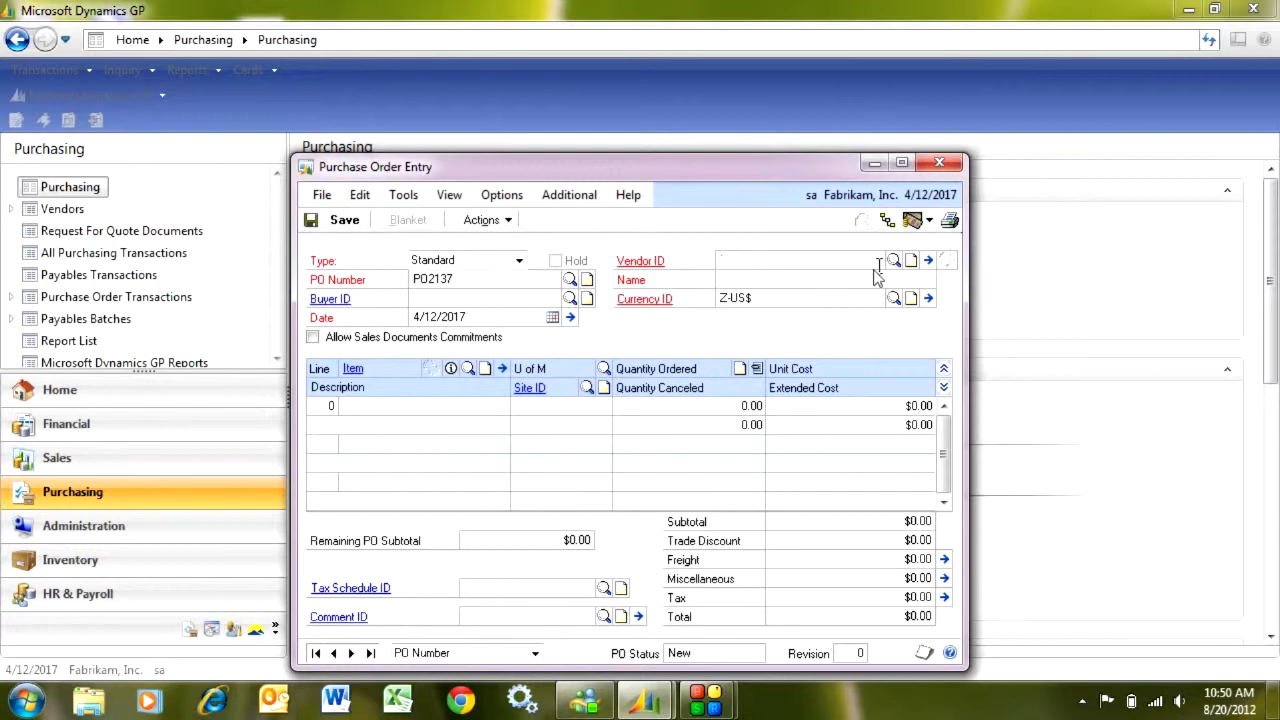 Microsoft Dynamics GP
Home Purchasing Purchasing
Transactions Inquiry Reports Cards
Purchasing
Purchasing
Purchasing
Vendors
Request For Quote Documents
All Purchasing Transactions
Payables Transactions
Purchase Order Transactions
Payables Batches
Report List
Microsoft Dynamics GP Reports
Home
Financial
Sales
Purchasing
Administration
Inventory
HR & Payroll
4/12/2017 Fabrikam, Inc. sa
Purchase Order Entry
File Edit Tools View Options Additional Help sa Fabrikam, Inc. 4/12/2017
Save Blanket Actions
Type: Standard Hold Vendor ID
PO Number PO2137 Name
Buyer ID Currency ID Z-US$
Date 4/12/2017
Allow Sales Documents Commitments
Line Item U of M Quantity Ordered Unit Cost
Description Site ID Quantity Canceled Extended Cost
0 0.00 $0.00
0.00 $0.00
Subtotal $0.00
Remaining PO Subtotal $0.00 Trade Discount $0.00
Freight $0.00
Miscellaneous $0.00
Tax Schedule ID Tax $0.00
Comment ID Total $0.00
PO Number PO Status New Revision 0
10:50 AM
8/20/2012